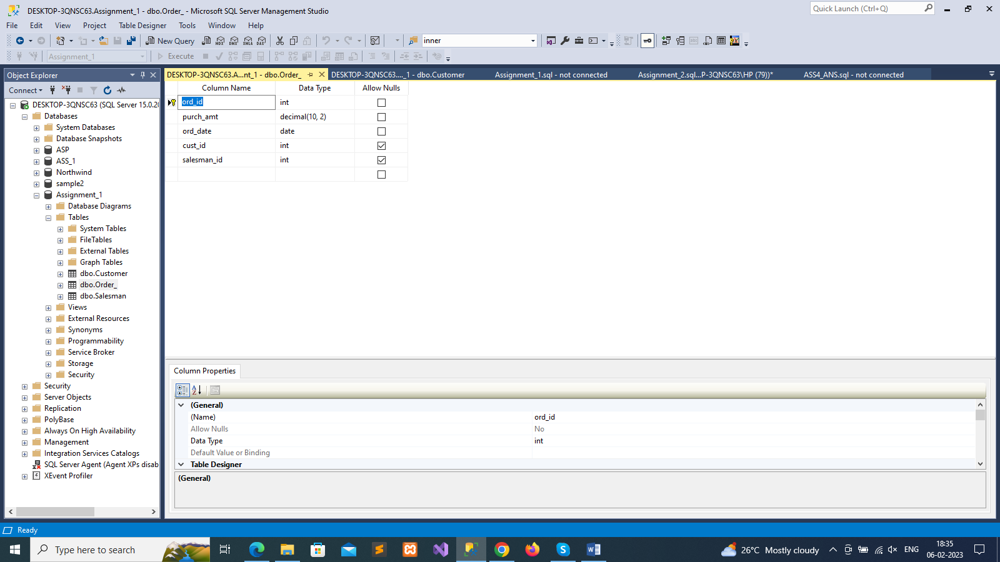 DESKTOP-3QNSC63.Assignment_1 - dbo.Order_ - Microsoft SQL Server Management Studio
Quick Launch (Ctrl+Q)
File Edit View Project Table Designer Tools Window Help
New Query MDX DMX XMLA DAX inner
Assignment_1 Execute
Object Explorer
DESKTOP-3QNSC63.A...nt_1 - dbo.Order_ DESKTOP-3QNSC63...._1 - dbo.Customer Assignment_1.sql - not connected Assignment_2.sql...P-3QNSC63\HP (79))* ASS4_ANS.sql - not connected
Connect
DESKTOP-3QNSC63 (SQL Server 15.0.20
Databases
System Databases
Database Snapshots
ASP
ASS_1
Northwind
sample2
Assignment_1
Database Diagrams
Tables
System Tables
FileTables
External Tables
Graph Tables
dbo.Customer
dbo.Order_
dbo.Salesman
Views
External Resources
Synonyms
Programmability
Service Broker
Storage
Security
Security
Server Objects
Replication
PolyBase
Always On High Availability
Management
Integration Services Catalogs
SQL Server Agent (Agent XPs disab
XEvent Profiler
Column Name Data Type Allow Nulls
ord_id int
purch_amt decimal(10, 2)
ord_date date
cust_id int
salesman_id int
Column Properties
(General)
(Name) ord_id
Allow Nulls No
Data Type int
Default Value or Binding
Table Designer
(General)
Ready
Type here to search
26°C Mostly cloudy
ENG
18:35
06-02-2023